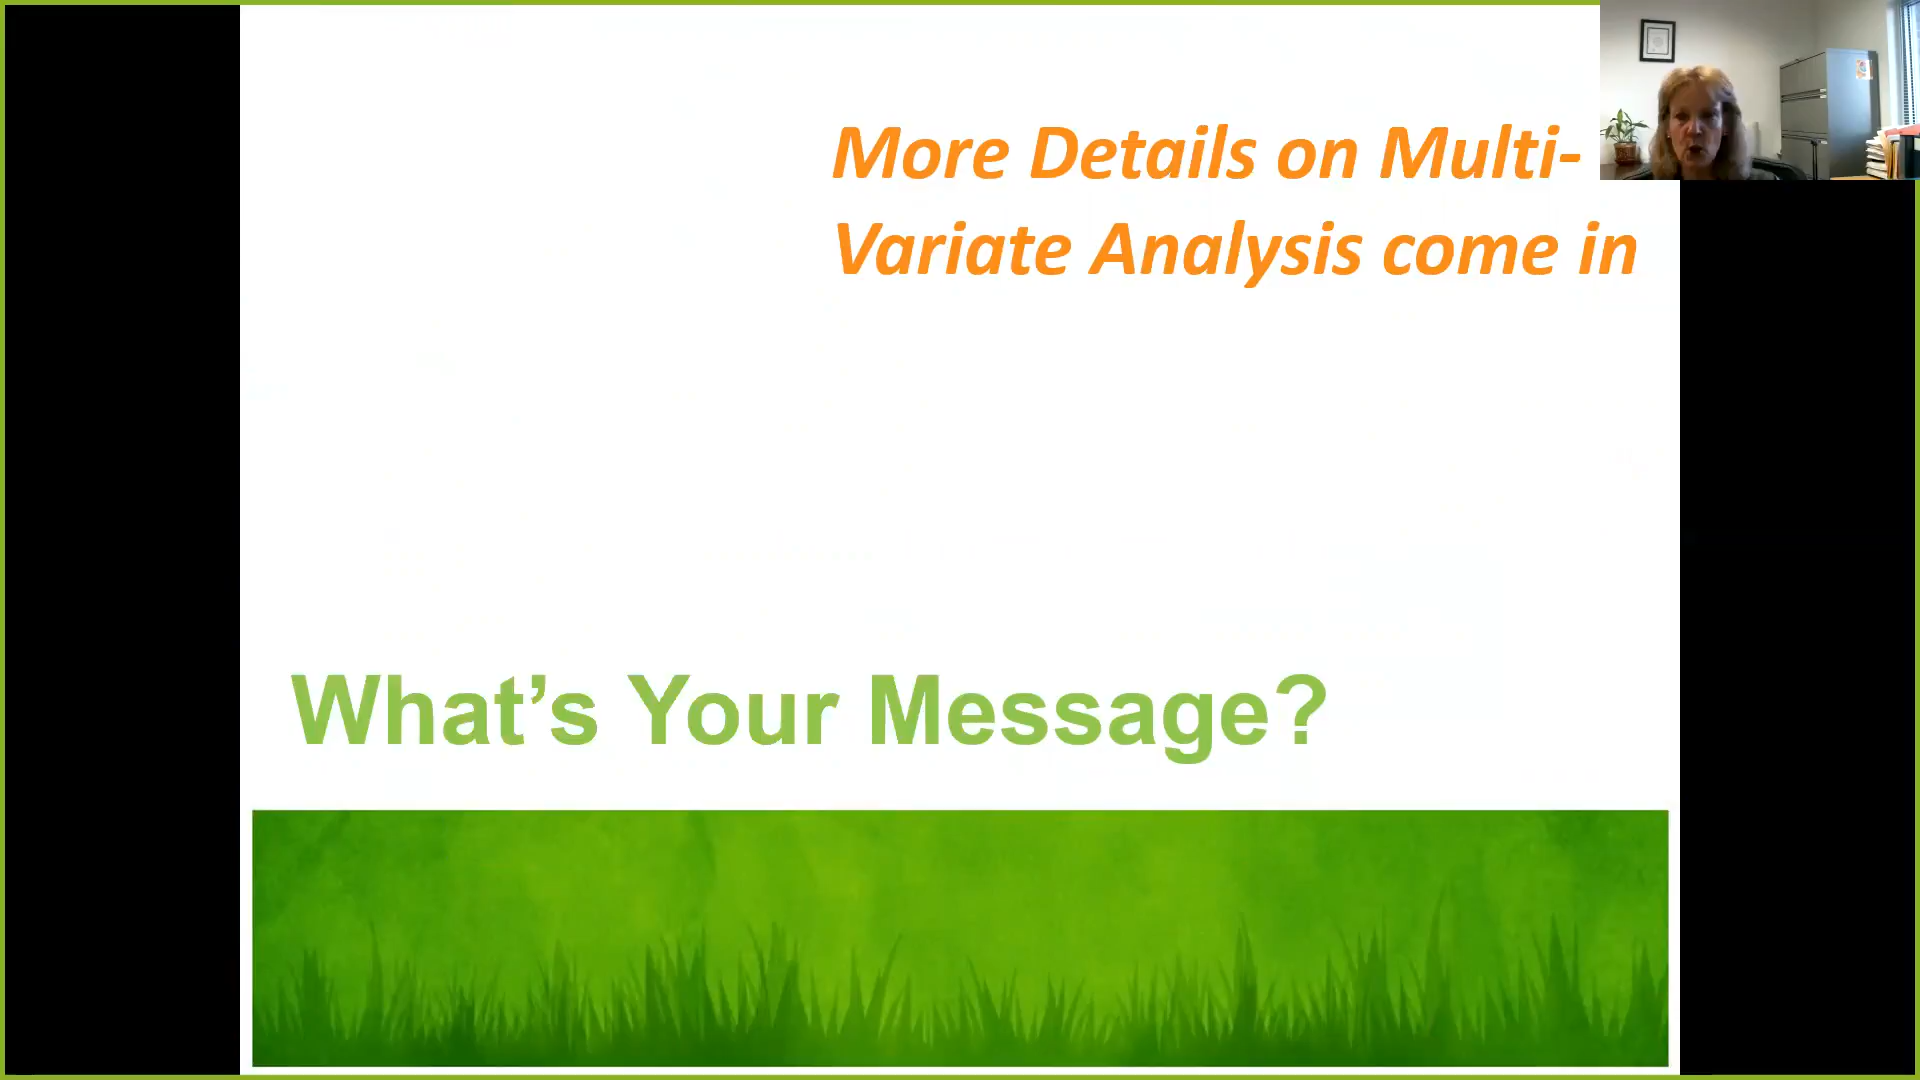 More Details on Multi-
Variate Analysis come in
What’s Your Message?